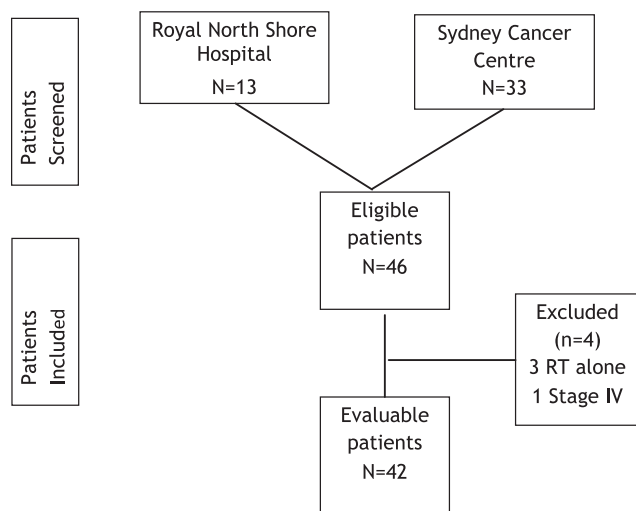 Patients
Screened
Royal North Shore
Hospital
N=13
Sydney Cancer
Centre
N=33
Eligible
patients
N=46
Patients
Included
Excluded
(n=4)
3 RT alone
1 Stage IV
Evaluable
patients
N=42